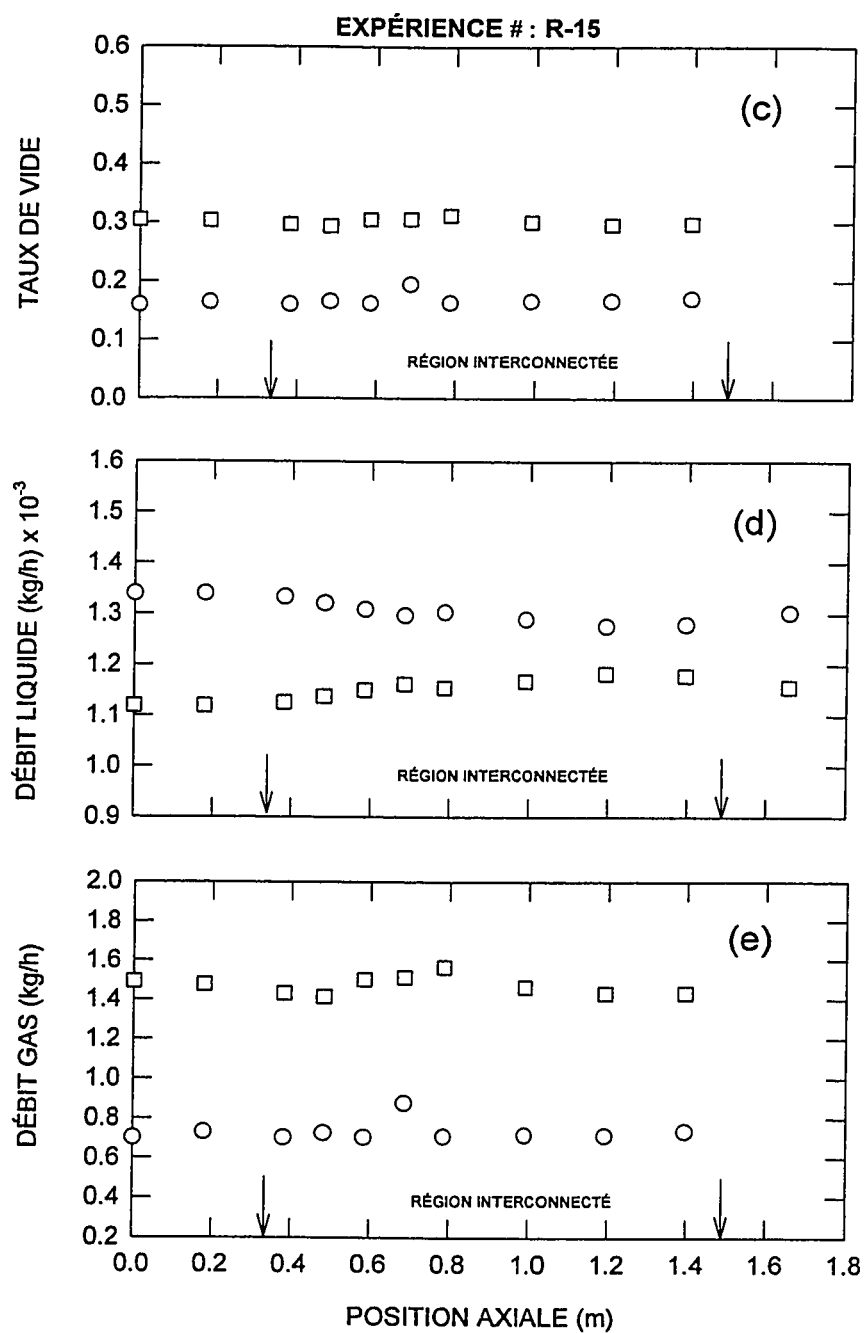 EXPÉRIENCE # : R-15
0.6
0.5
0.4
0.3
0.2
0.1
0.0
TAUX DE VIDE
(c)
RÉGION INTERCONNECTÉE
1.6
1.5
1.4
1.3
1.2
1.1
1.0
0.9
DÉBIT LIQUIDE (kg/h) x 10⁻³
(d)
RÉGION INTERCONNECTÉE
2.0
1.8
1.6
1.4
1.2
1.0
0.8
0.6
0.4
0.2
DÉBIT GAS (kg/h)
(e)
RÉGION INTERCONNECTÉ
0.0 0.2 0.4 0.6 0.8 1.0 1.2 1.4 1.6 1.8
POSITION AXIALE (m)